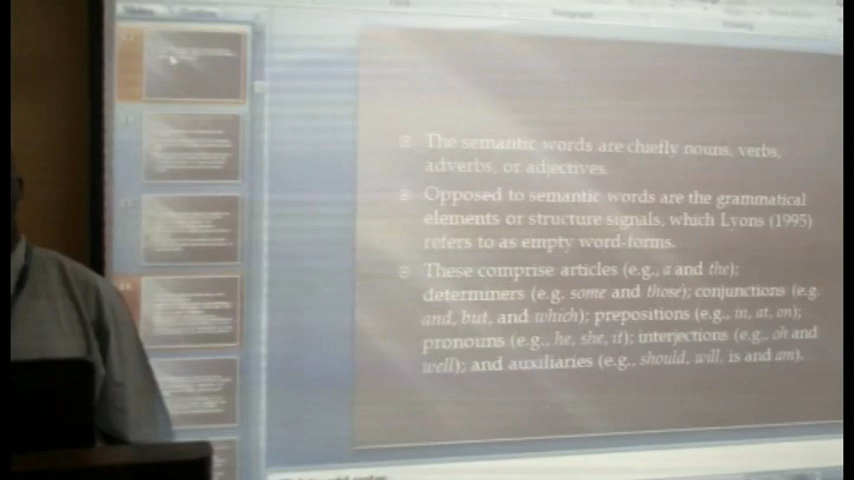 The semantic words are chiefly nouns, verbs,
adverbs, or adjectives.
Opposed to semantic words are the grammatical
elements or structure signals, which Lyons (1995)
refers to as empty word-forms.
These comprise articles (e.g., a and the);
determiners (e.g. some and those); conjunctions (e.g.
and, but, and which); prepositions (e.g., in, at, on);
pronouns (e.g., he, she, it); interjections (e.g., oh and
well); and auxiliaries (e.g., should, will, is and am).